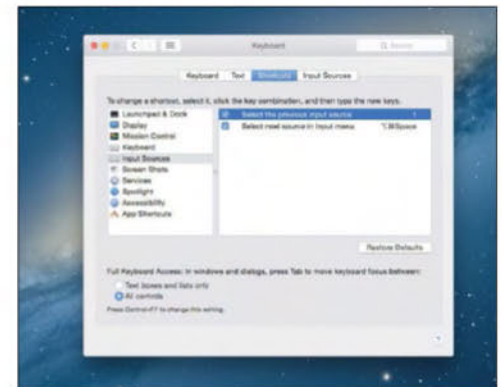 Keyboard
Search
Keyboard Text Shortcuts Input Sources
To change a shortcut, select it, click the key combination, and then type the new keys.
Launchpad & Dock
Display
Mission Control
Keyboard
Input Sources
Screen Shots
Services
Spotlight
Accessibility
App Shortcuts
Select the previous input source
Select next source in Input menu ⌥⌘Space
Restore Defaults
Full Keyboard Access: In windows and dialogs, press Tab to move keyboard focus between:
Text boxes and lists only
All controls
Press Control+F7 to change this setting.
?